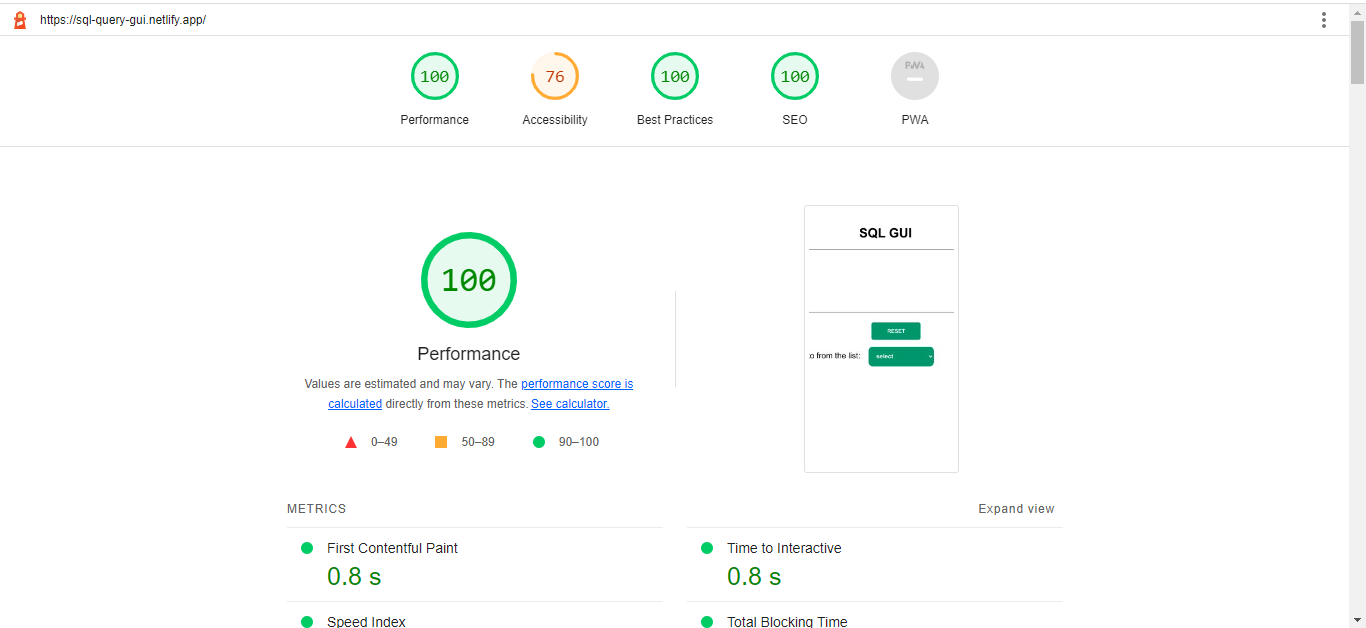 https://sql-query-gui.netlify.app/
100
76
100
100
PWA
Performance
Accessibility
Best Practices
SEO
PWA
100
Performance
Values are estimated and may vary. The performance score is
calculated directly from these metrics. See calculator.
0–49
50–89
90–100
SQL GUI
RESET
to from the list:
select
METRICS
Expand view
First Contentful Paint
0.8 s
Time to Interactive
0.8 s
Speed Index
Total Blocking Time